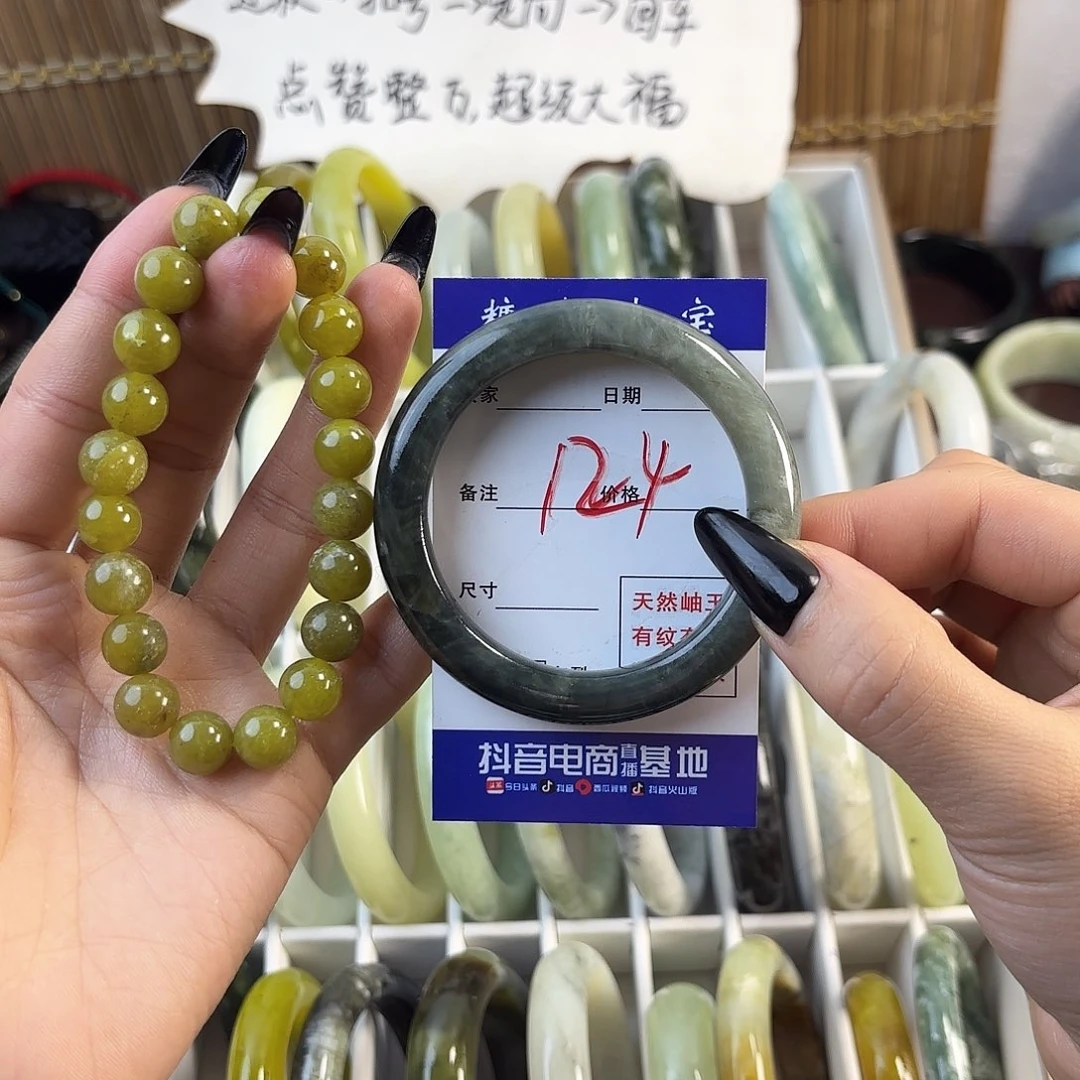 点赞整万,超级大福
家 日期
124
备注 价格
尺寸
天然岫玉
有纹
抖音电商直播基地
今日头条 抖音 西瓜视频 抖音火山版